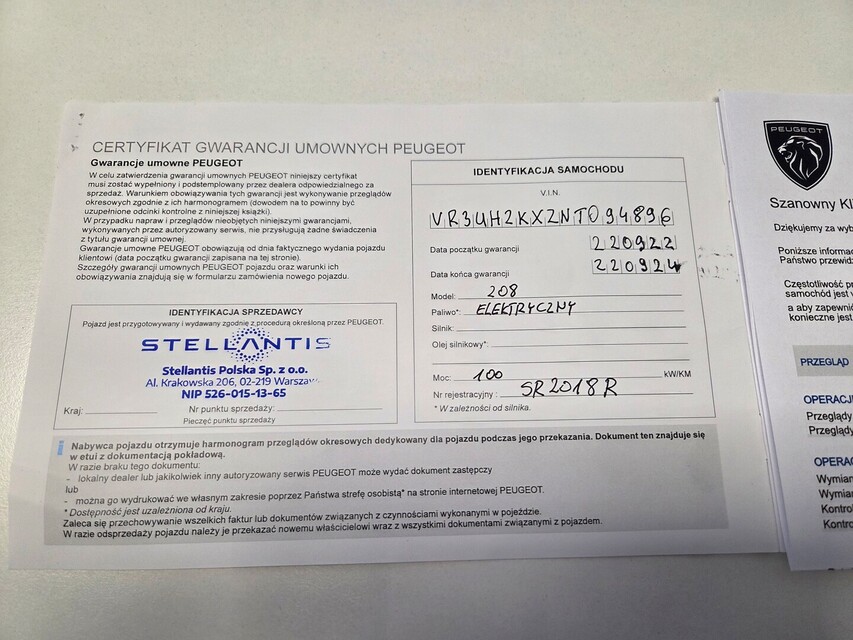 CERTYFIKAT GWARANCJI UMOWNYCH PEUGEOT
Gwarancje umowne PEUGEOT
W celu zatwierdzenia gwarancji umownych PEUGEOT niniejszy certyfikat
musi zostać wypełniony i podstemplowany przez dealera odpowiedzialnego za
sprzedaż. Warunkiem obowiązywania tych gwarancji jest wykonywanie przeglądów
okresowych zgodnie z ich harmonogramem (dowodem na to powinny być
uzupełnione odcinki kontrolne z niniejszej książki).
W przypadku napraw i przeglądów nieobjętych niniejszymi gwarancjami,
wykonywanych przez autoryzowany serwis, nie przysługują żadne świadczenia
z tytułu gwarancji umownej.
Gwarancje umowne PEUGEOT obowiązują od dnia faktycznego wydania pojazdu
klientowi (data początku gwarancji zapisana na tej stronie).
Szczegóły gwarancji umownych PEUGEOT pojazdu oraz warunki ich
obowiązywania znajdują się w formularzu zamówienia nowego pojazdu.
IDENTYFIKACJA SPRZEDAWCY
Pojazd jest przygotowywany i wydawany zgodnie z procedurą określoną przez PEUGEOT.
STELLANTIS
Stellantis Polska Sp. z o.o.
Al. Krakowska 206, 02-219 Warszaw
NIP 526-015-13-65
Kraj:
Nr punktu sprzedaży:
Pieczęć punktu sprzedaży
IDENTYFIKACJA SAMOCHODU
V.I.N.
VR3UH2KXZNT094896
Data początku gwarancji 220922
Data końca gwarancji 220924
Model: 208
Paliwo*: ELEKTRYCZNY
Silnik:
Olej silnikowy*:
Moc: 100 kW/KM
Nr rejestracyjny: SR2018R
* W zależności od silnika.
Nabywca pojazdu otrzymuje harmonogram przeglądów okresowych dedykowany dla pojazdu podczas jego przekazania. Dokument ten znajduje się
w etui z dokumentacją pokładową.
W razie braku tego dokumentu:
- lokalny dealer lub jakikolwiek inny autoryzowany serwis PEUGEOT może wydać dokument zastępczy
lub
- można go wydrukować we własnym zakresie poprzez Państwa strefę osobistą* na stronie internetowej PEUGEOT.
* Dostępność jest uzależniona od kraju.
Zaleca się przechowywanie wszelkich faktur lub dokumentów związanych z czynnościami wykonanymi w pojeździe.
W razie odsprzedaży pojazdu należy je przekazać nowemu właścicielowi wraz z wszystkimi dokumentami związanymi z pojazdem.
PEUGEOT
Szanowny Kl
Dziękujemy za wyb
Poniższe informac
Państwo przewid
Częstotliwość pr
samochód jest
a aby zapewnić
konieczne jest
PRZEGLĄD
OPERACJ
Przeglądy
Przeglądy
OPERA
Wymian
Wymian
Kontrol
Kontro